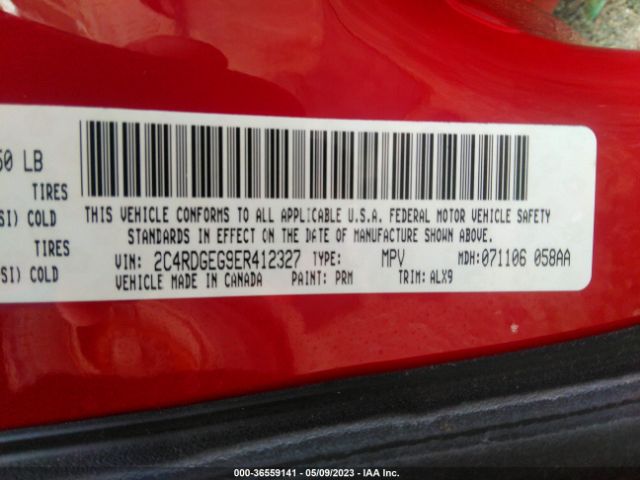 50 LB
TIRES
SI) COLD
TIRES
SI) COLD
THIS VEHICLE CONFORMS TO ALL APPLICABLE U.S.A. FEDERAL MOTOR VEHICLE SAFETY
STANDARDS IN EFFECT ON THE DATE OF MANUFACTURE SHOWN ABOVE.
VIN: 2C4RDGEG9ER412327 TYPE: MPV MDH: 071106 058AA
VEHICLE MADE IN CANADA PAINT: PRM TRIM: ALX9
000-36559141 - 05/09/2023 - IAA Inc.